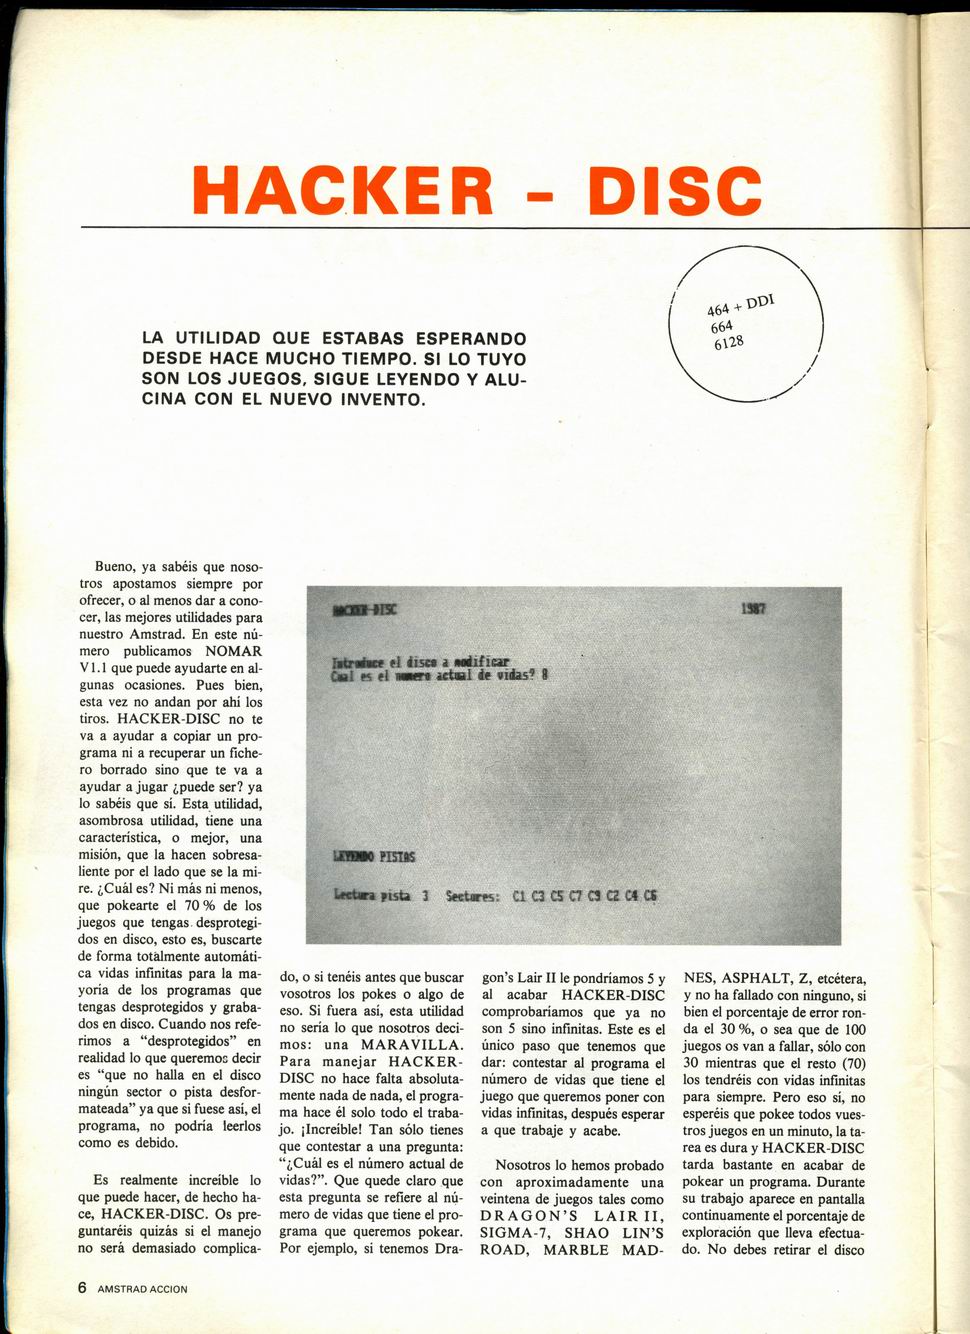 HACKER - DISC
464 + DDI
664
6128
LA UTILIDAD QUE ESTABAS ESPERANDO
DESDE HACE MUCHO TIEMPO. SI LO TUYO
SON LOS JUEGOS, SIGUE LEYENDO Y ALU-
CINA CON EL NUEVO INVENTO.
Bueno, ya sabéis que noso-
tros apostamos siempre por
ofrecer, o al menos dar a cono-
cer, las mejores utilidades para
nuestro Amstrad. En este nú-
mero publicamos NOMAR
V1.1 que puede ayudarte en al-
gunas ocasiones. Pues bien,
esta vez no andan por ahí los
tiros. HACKER-DISC no te
va a ayudar a copiar un pro-
grama ni a recuperar un fiche-
ro borrado sino que te va a
ayudar a jugar ¿puede ser? ya
lo sabéis que sí. Esta utilidad,
asombrosa utilidad, tiene una
característica, o mejor, una
misión, que la hacen sobresa-
liente por el lado que se la mi-
re. ¿Cuál es? Ni más ni menos,
que pokearte el 70 % de los
juegos que tengas desprotegi-
dos en disco, esto es, buscarte
de forma totalmente automáti-
ca vidas infinitas para la ma-
yoría de los programas que
tengas desprotegidos y graba-
dos en disco. Cuando nos refe-
rimos a “desprotegidos” en
realidad lo que queremos decir
es “que no halla en el disco
ningún sector o pista desfor-
mateada” ya que si fuese así, el
programa, no podría leerlos
como es debido.
Es realmente increíble lo
que puede hacer, de hecho ha-
ce, HACKER-DISC. Os pre-
guntaréis quizás si el manejo
no será demasiado complica-
HACKER-DISC 1987
Introduce el disco a modificar
Cual es el numero actual de vidas? 8
LEYENDO PISTAS
Lectura pista 3 Sectores: C1 C3 C5 C7 C9 C2 C4 C6
do, o si tenéis antes que buscar
vosotros los pokes o algo de
eso. Si fuera así, esta utilidad
no sería lo que nosotros deci-
mos: una MARAVILLA.
Para manejar HACKER-
DISC no hace falta absoluta-
mente nada de nada, el progra-
ma hace él solo todo el traba-
jo. ¡Increíble! Tan sólo tienes
que contestar a una pregunta:
“¿Cuál es el número actual de
vidas?”. Que quede claro que
esta pregunta se refiere al nú-
mero de vidas que tiene el pro-
grama que queremos pokear.
Por ejemplo, si tenemos Dra-
gon’s Lair II le pondríamos 5 y
al acabar HACKER-DISC
comprobaríamos que ya no
son 5 sino infinitas. Este es el
único paso que tenemos que
dar: contestar al programa el
número de vidas que tiene el
juego que queremos poner con
vidas infinitas, después esperar
a que trabaje y acabe.
Nosotros lo hemos probado
con aproximadamente una
veintena de juegos tales como
DRAGON’S LAIR II,
SIGMA-7, SHAO LIN’S
ROAD, MARBLE MAD-
NES, ASPHALT, Z, etcétera,
y no ha fallado con ninguno, si
bien el porcentaje de error ron-
da el 30 %, o sea que de 100
juegos os van a fallar, sólo con
30 mientras que el resto (70)
los tendréis con vidas infinitas
para siempre. Pero eso sí, no
esperéis que pokee todos vues-
tros juegos en un minuto, la ta-
rea es dura y HACKER-DISC
tarda bastante en acabar de
pokear un programa. Durante
su trabajo aparece en pantalla
continuamente el porcentaje de
exploración que lleva efectua-
do. No debes retirar el disco
6 AMSTRAD ACCION